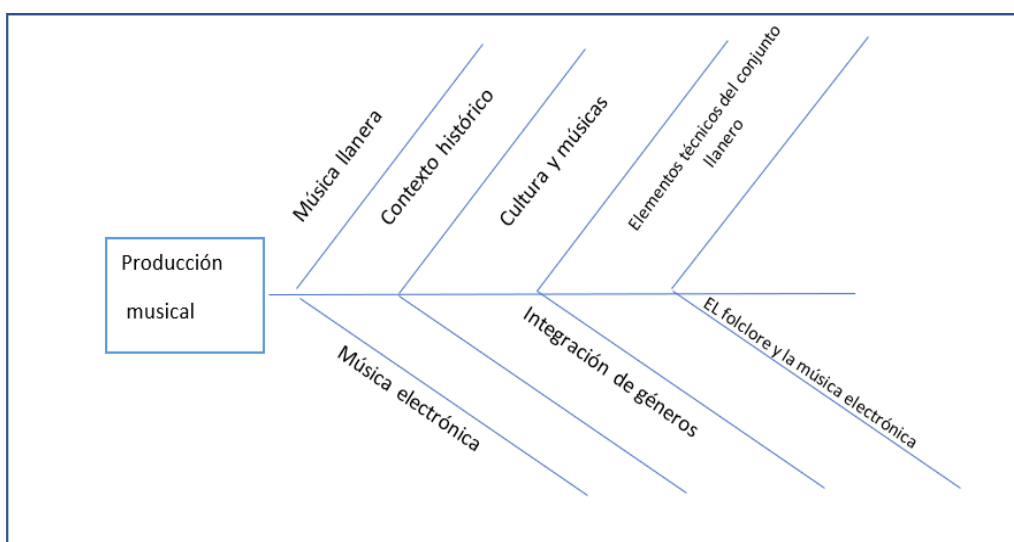 Producción
musical
Música llanera
Contexto histórico
Cultura y músicas
Elementos técnicos del conjunto
llanero
Música electrónica
Integración de géneros
EL folclore y la música electrónica